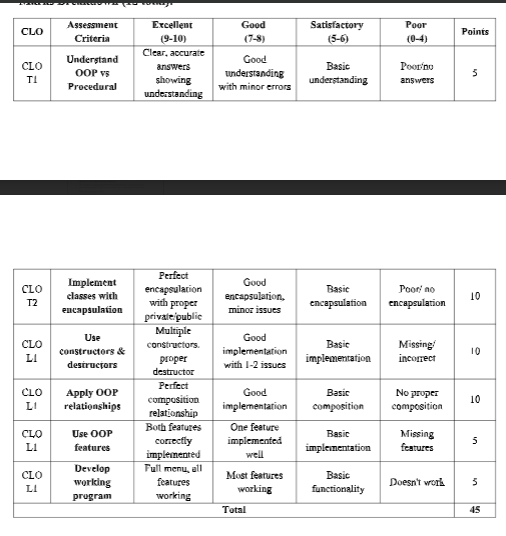 CLO Assessment Criteria Excellent (9-10) Good (7-8) Satisfactory (5-6) Poor (0-4) Points
CLO T1 Understand OOP vs Procedural Clear, accurate answers showing understanding Good understanding with minor errors Basic understanding Poor/no answers 5
CLO T2 Implement classes with encapsulation Perfect encapsulation with proper private/public Good encapsulation, minor issues Basic encapsulation Poor/ no encapsulation 10
CLO L1 Use constructors & destructors Multiple constructors, proper destructor Good implementation with 1-2 issues Basic implementation Missing/ incorrect 10
CLO L1 Apply OOP relationships Perfect composition relationship Good implementation Basic composition No proper composition 10
CLO L1 Use OOP features Both features correctly implemented One feature implemented well Basic implementation Missing features 5
CLO L1 Develop working program Full menu, all features working Most features working Basic functionality Doesn't work 5
Total 45